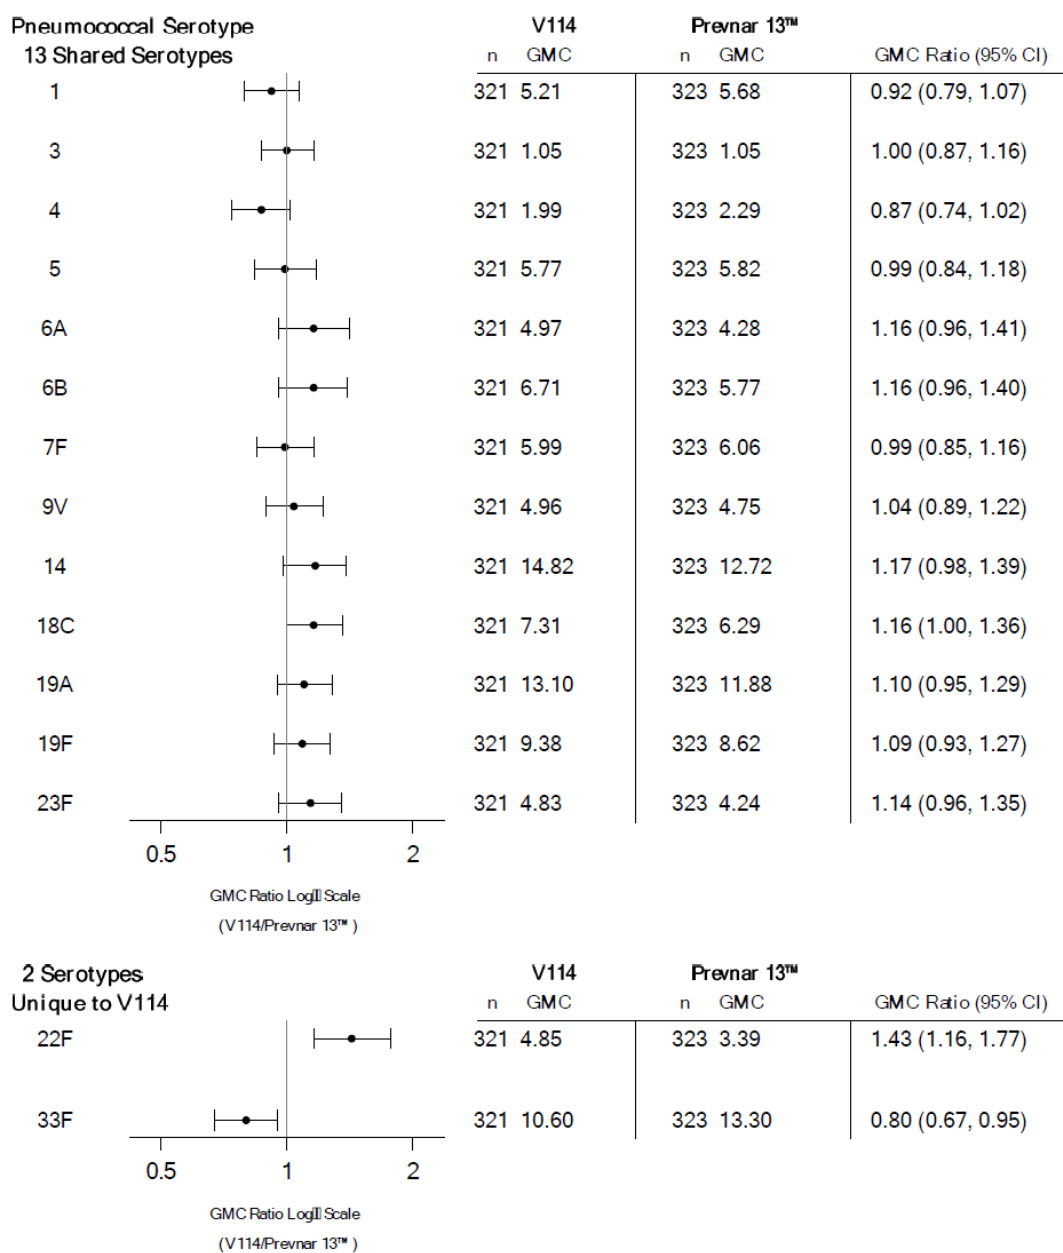 Pneumococcal Serotype V114 Prevnar 13™
13 Shared Serotypes n GMC n GMC GMC Ratio (95% CI)
1 321 5.21 323 5.68 0.92 (0.79, 1.07)
3 321 1.05 323 1.05 1.00 (0.87, 1.16)
4 321 1.99 323 2.29 0.87 (0.74, 1.02)
5 321 5.77 323 5.82 0.99 (0.84, 1.18)
6A 321 4.97 323 4.28 1.16 (0.96, 1.41)
6B 321 6.71 323 5.77 1.16 (0.96, 1.40)
7F 321 5.99 323 6.06 0.99 (0.85, 1.16)
9V 321 4.96 323 4.75 1.04 (0.89, 1.22)
14 321 14.82 323 12.72 1.17 (0.98, 1.39)
18C 321 7.31 323 6.29 1.16 (1.00, 1.36)
19A 321 13.10 323 11.88 1.10 (0.95, 1.29)
19F 321 9.38 323 8.62 1.09 (0.93, 1.27)
23F 321 4.83 323 4.24 1.14 (0.96, 1.35)
0.5 1 2
GMC Ratio Scale
(V114/Prevnar 13™ )
2 Serotypes V114 Prevnar 13™
Unique to V114 n GMC n GMC GMC Ratio (95% CI)
22F 321 4.85 323 3.39 1.43 (1.16, 1.77)
33F 321 10.60 323 13.30 0.80 (0.67, 0.95)
0.5 1 2
GMC Ratio Scale
(V114/Prevnar 13™ )